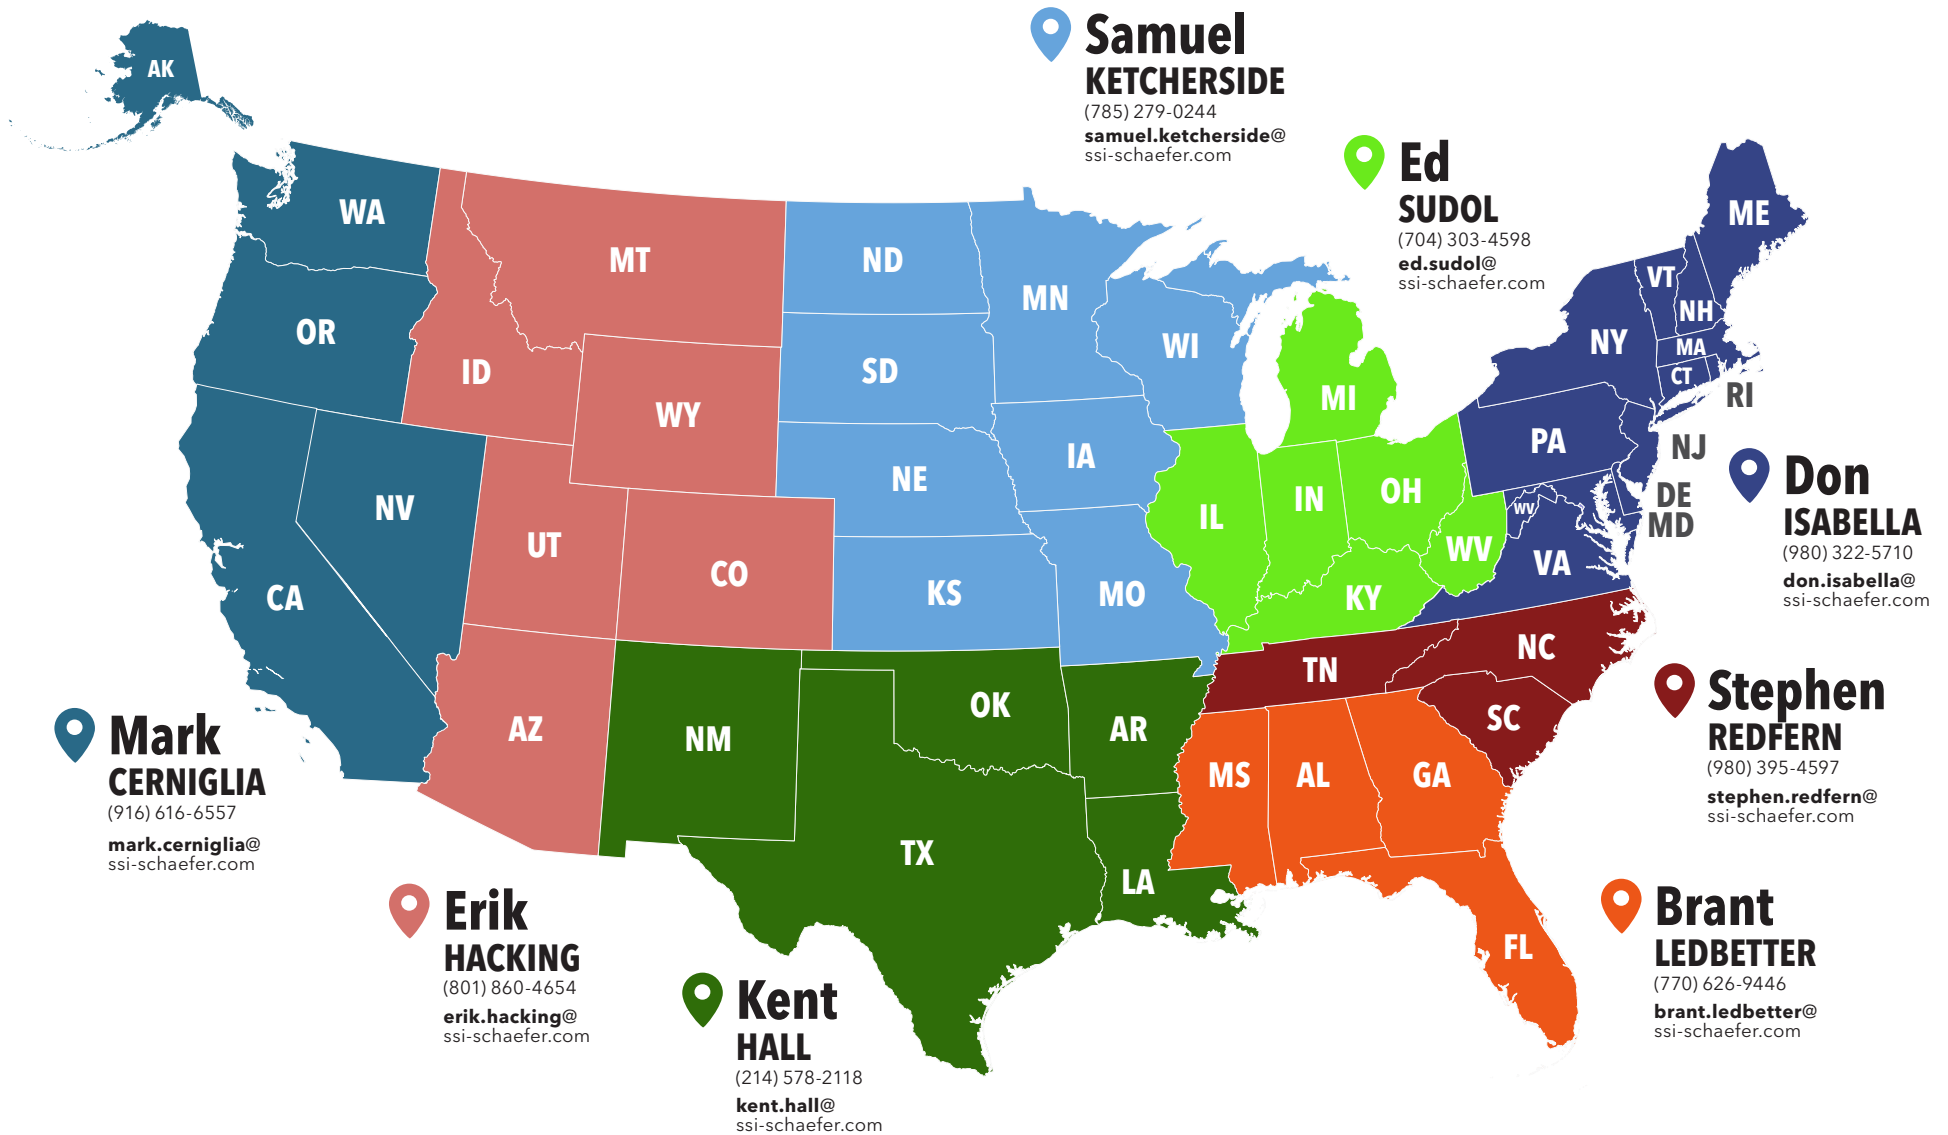 Samuel
KETCHERSIDE
(785) 279-0244
samuel.ketcherside@
ssi-schaefer.com
Ed
SUDOL
(704) 303-4598
ed.sudol@
ssi-schaefer.com
AK
WA
OR
CA
NV
MT
ID
WY
UT
CO
AZ
ND
SD
NE
KS
MN
WI
IA
MO
MI
IL
IN
OH
WV
KY
ME
VT
NH
NY
MA
CT
RI
PA
NJ
DE
MD
WV
VA
TN
NC
SC
NM
OK
AR
TX
LA
MS
AL
GA
FL
Don
ISABELLA
(980) 322-5710
don.isabella@
ssi-schaefer.com
Stephen
REDFERN
(980) 395-4597
stephen.redfern@
ssi-schaefer.com
Mark
CERNIGLIA
(916) 616-6557
mark.cerniglia@
ssi-schaefer.com
Erik
HACKING
(801) 860-4654
erik.hacking@
ssi-schaefer.com
Kent
HALL
(214) 578-2118
kent.hall@
ssi-schaefer.com
Brant
LEDBETTER
(770) 626-9446
brant.ledbetter@
ssi-schaefer.com